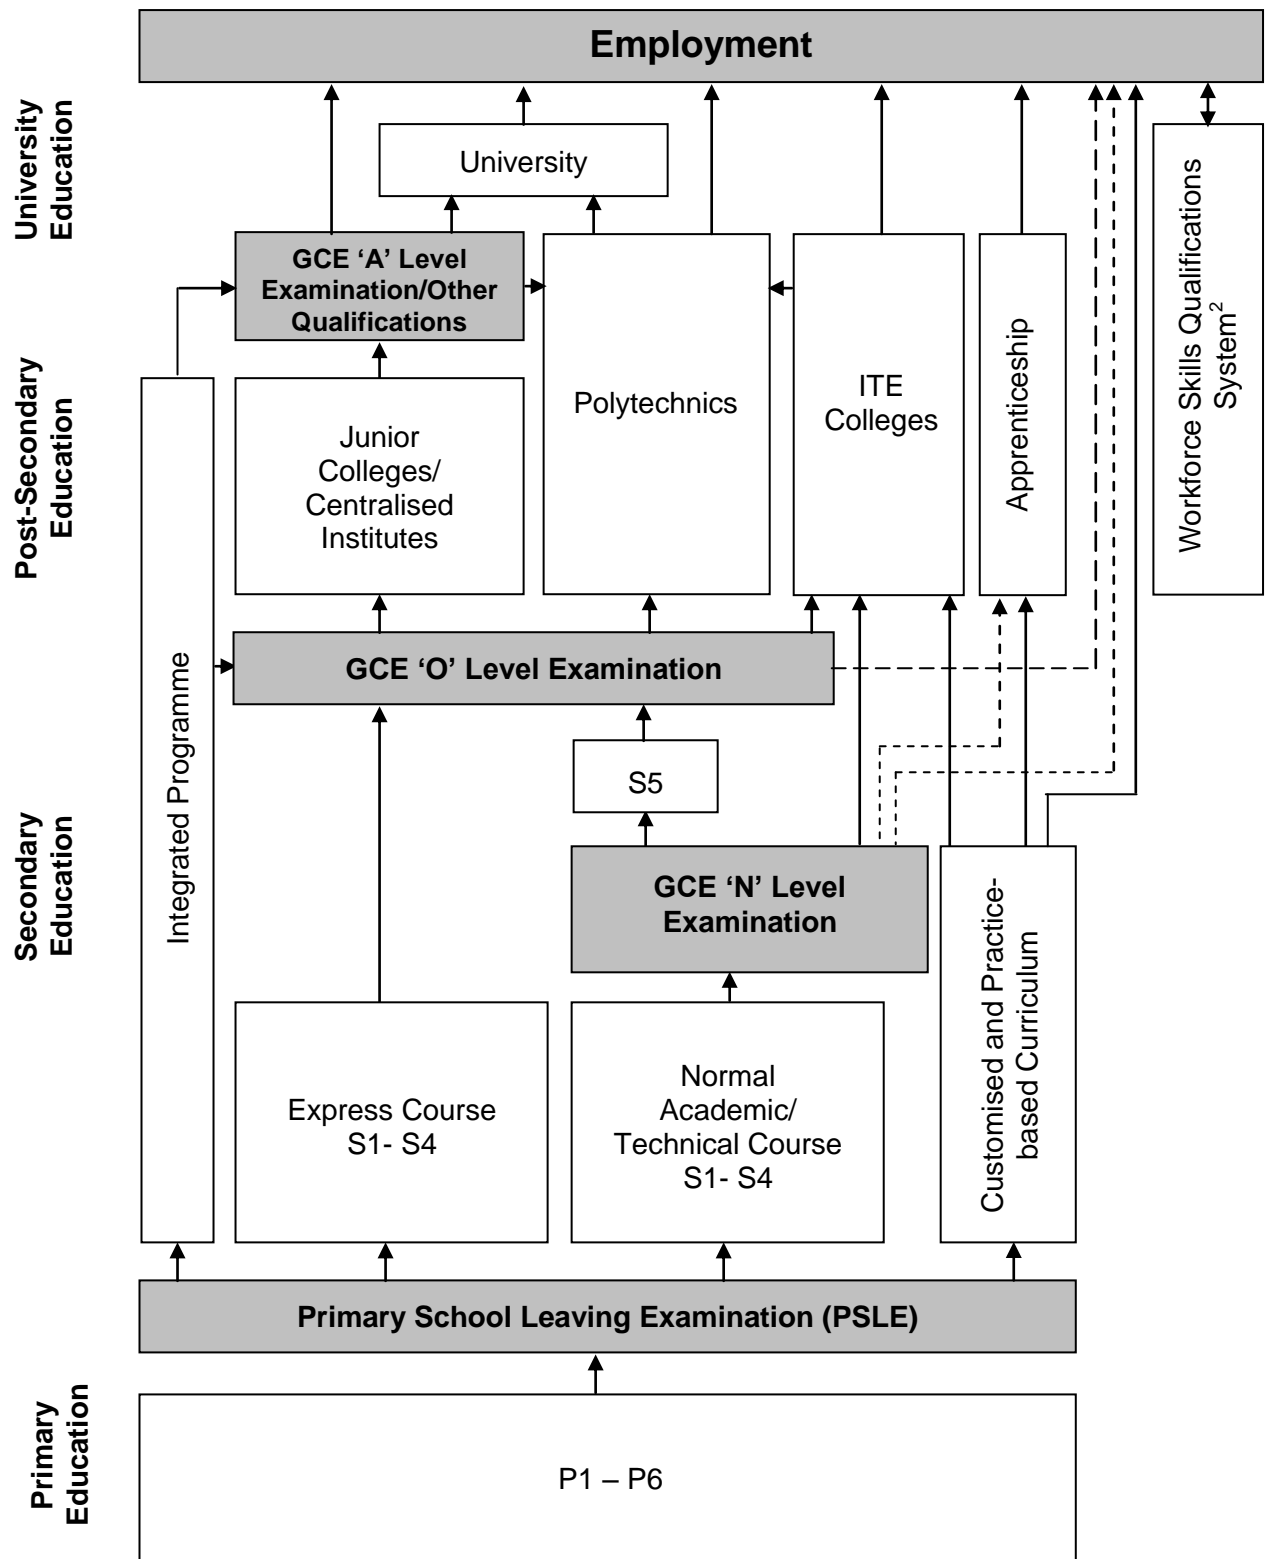 Employment
University
Education
University
GCE ‘A’ Level
Examination/Other
Qualifications
Polytechnics
ITE
Colleges
Apprenticeship
Workforce Skills Qualifications
System²
Post-Secondary
Education
Junior
Colleges/
Centralised
Institutes
Integrated Programme
GCE ‘O’ Level Examination
S5
Secondary
Education
GCE ‘N’ Level
Examination
Customised and Practice-
based Curriculum
Express Course
S1- S4
Normal
Academic/
Technical Course
S1- S4
Primary School Leaving Examination (PSLE)
Primary
Education
P1 – P6